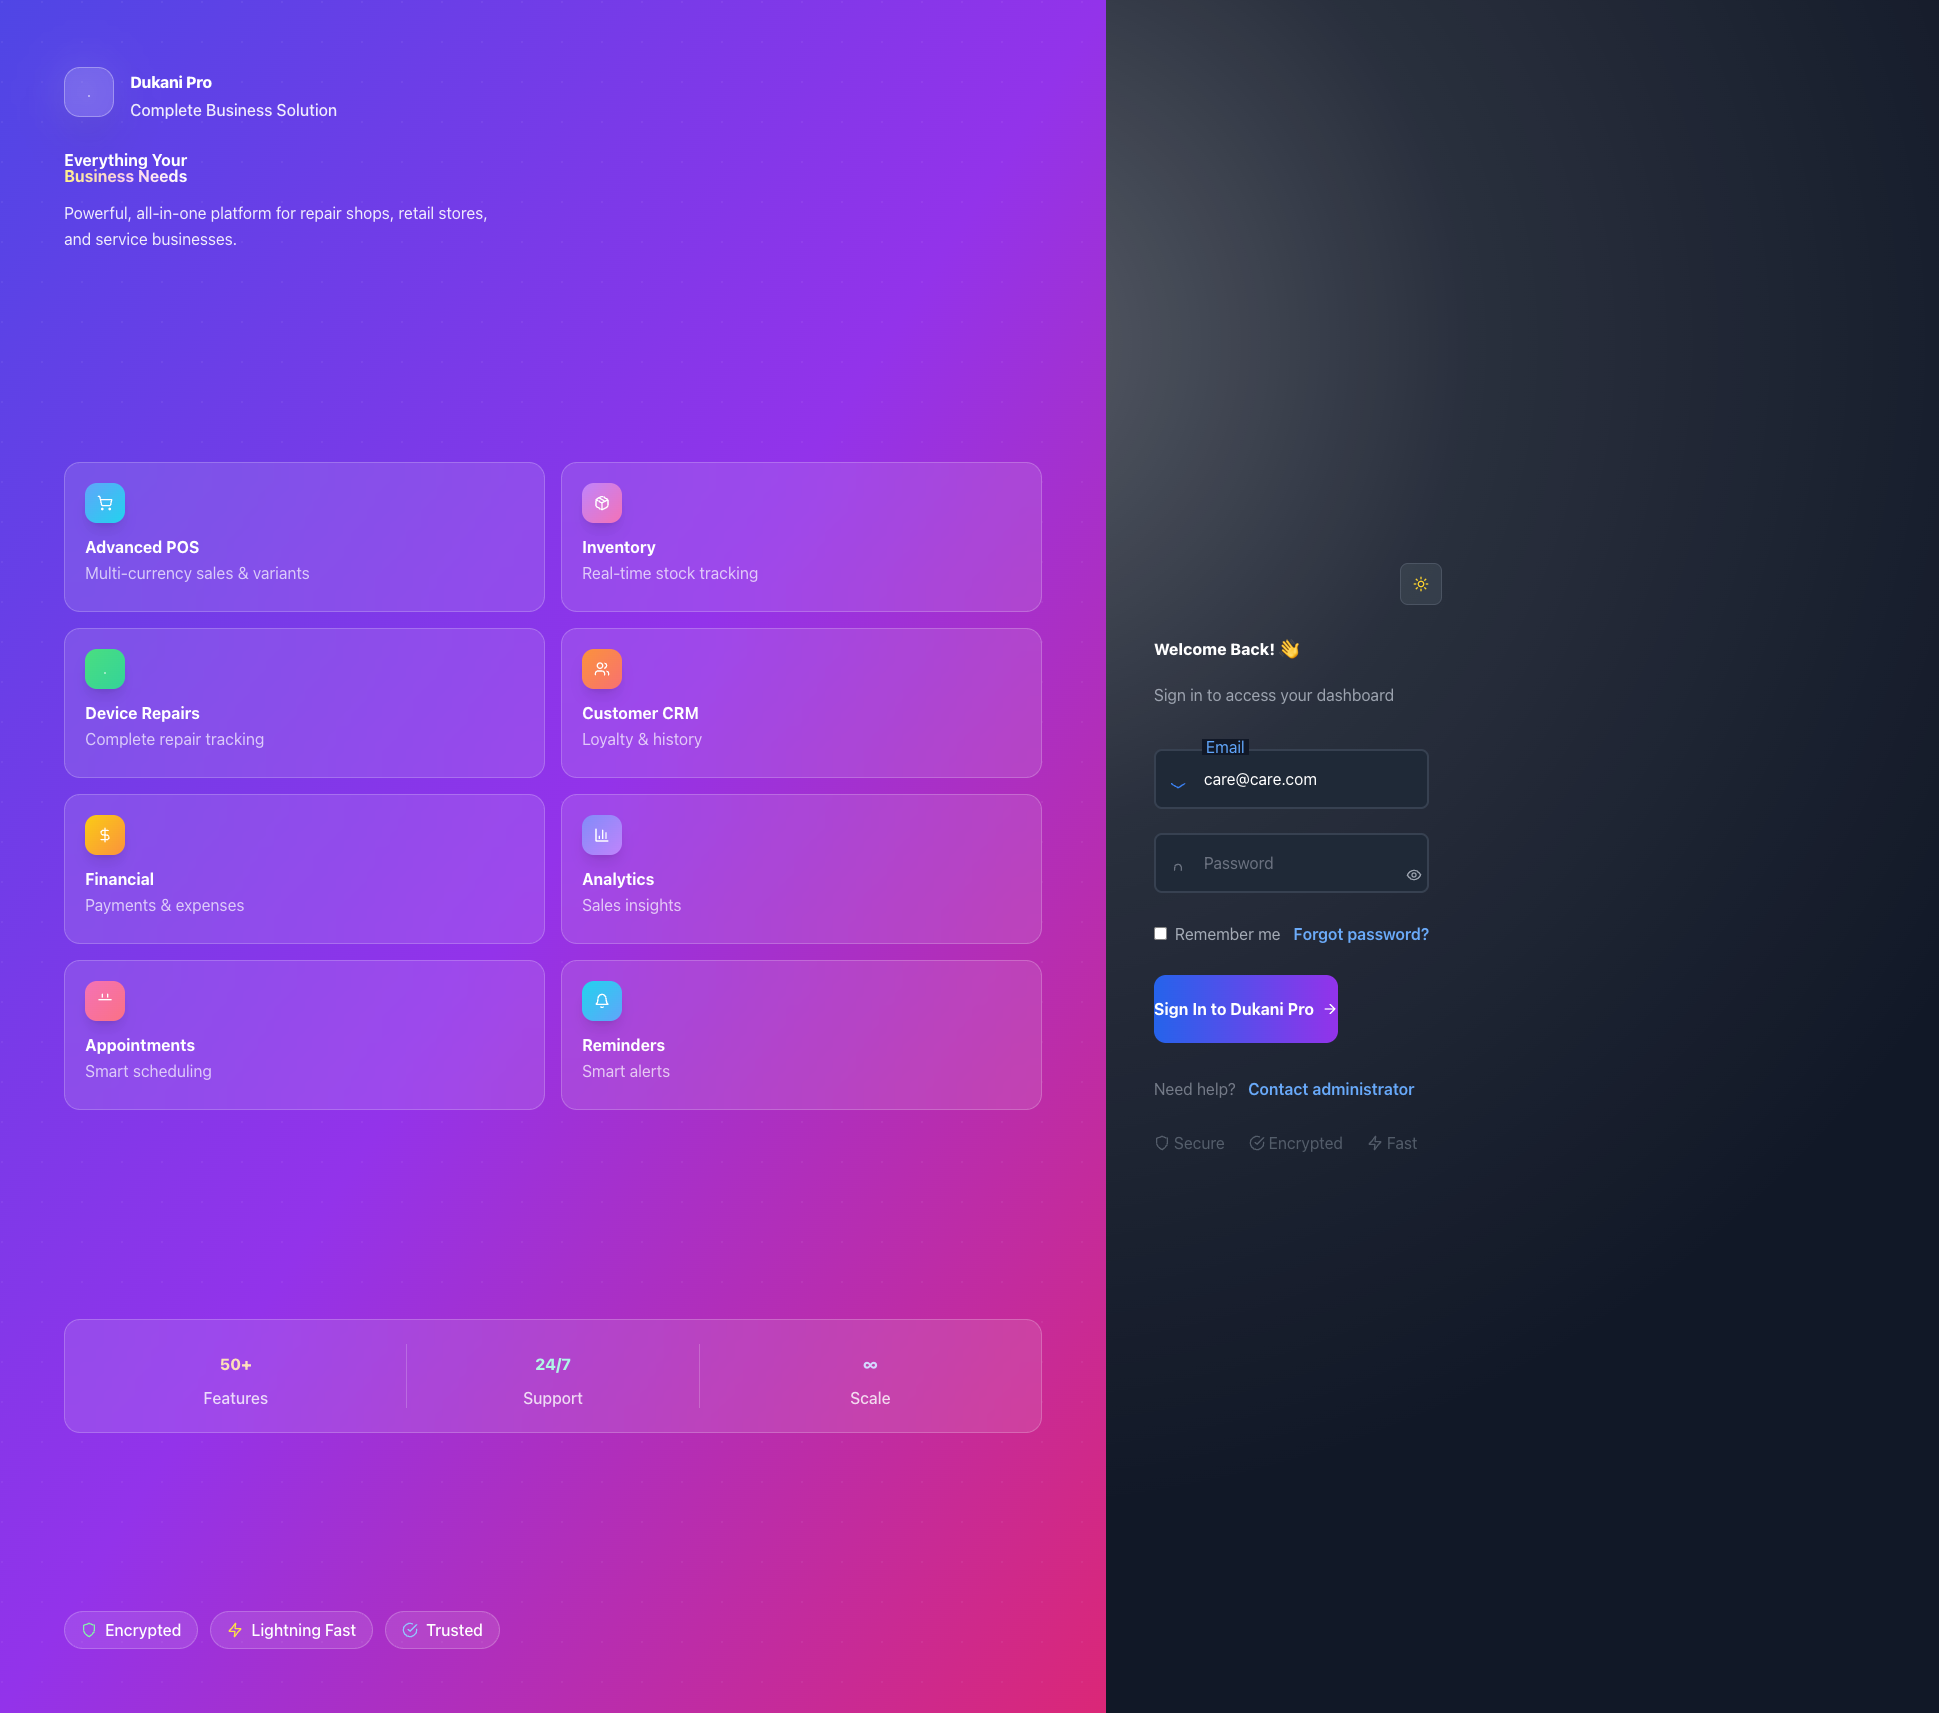 Dukani Pro
Complete Business Solution
Everything Your
Business Needs
Powerful, all-in-one platform for repair shops, retail stores,
and service businesses.
Advanced POS
Multi-currency sales & variants
Inventory
Real-time stock tracking
Device Repairs
Complete repair tracking
Customer CRM
Loyalty & history
Financial
Payments & expenses
Analytics
Sales insights
Appointments
Smart scheduling
Reminders
Smart alerts
50+
Features
24/7
Support
∞
Scale
Encrypted
Lightning Fast
Trusted
Welcome Back! 👋
Sign in to access your dashboard
Email
care@care.com
Password
Remember me Forgot password?
Sign In to Dukani Pro →
Need help? Contact administrator
Secure Encrypted Fast